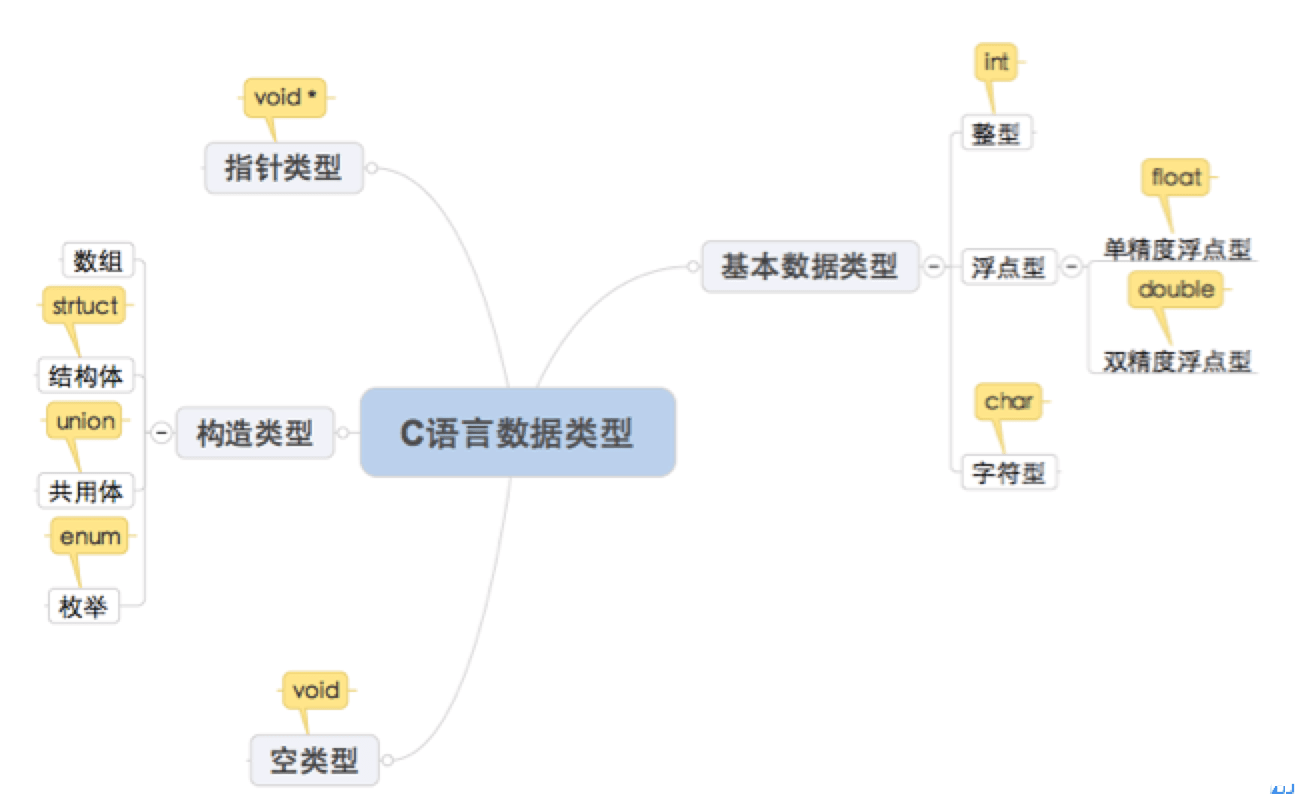 C语言数据类型
void *
指针类型
构造类型
数组
strtuct
结构体
union
共用体
enum
枚举
void
空类型
基本数据类型
int
整型
浮点型
float
单精度浮点型
double
双精度浮点型
char
字符型